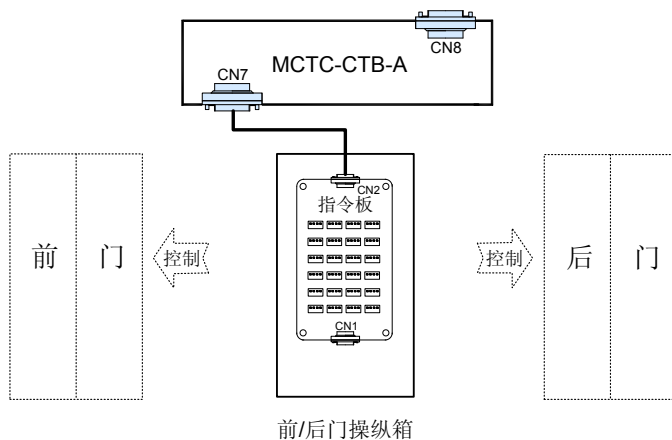 CN8
MCTC-CTB-A
CN7
CN2
指令板
前 门
控制
控制
后 门
CN1
前/后门操纵箱